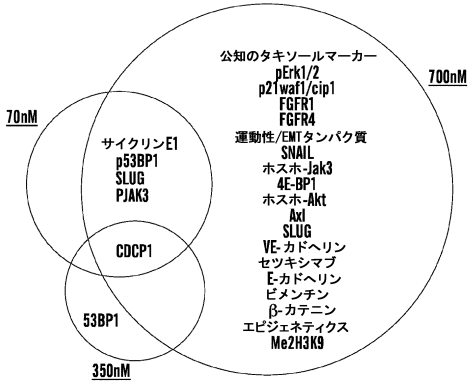 公知のタキソールマーカー
pErk1/2
p21waf1/cip1
FGFR1
FGFR4
運動性/EMTタンパク質
SNAIL
ホスホ-Jak3
4E-BP1
ホスホ-Akt
Axl
SLUG
VE-カドヘリン
セツキシマブ
E-カドヘリン
ビメンチン
β-カテニン
エピジェネティクス
Me2H3K9
700nM
70nM
サイクリンE1
p53BP1
SLUG
PJAK3
CDCP1
53BP1
350nM